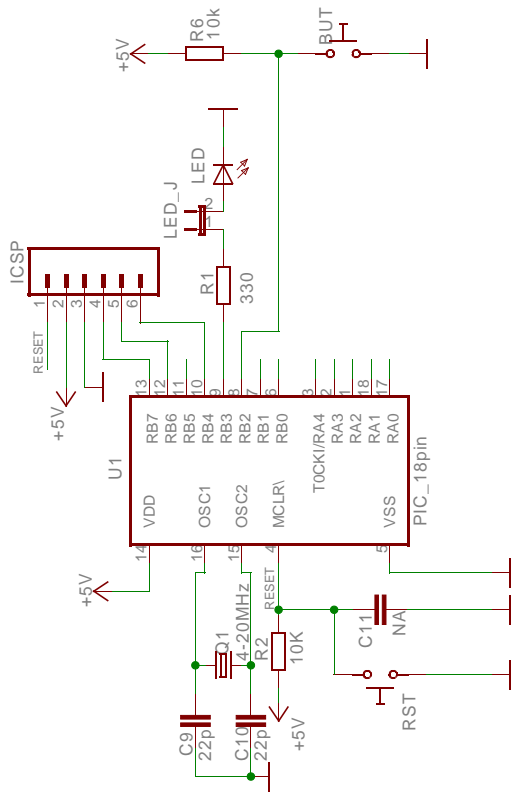 +5V
R6
10k
BUT
LED
LED_J
1
2
R1
330
ICSP
1
2
3
4
5
6
RESET
+5V
U1
PIC_18pin
13
12
11
10
9
8
7
6
3
2
1
18
17
RB7
RB6
RB5
RB4
RB3
RB2
RB1
RB0
T0CKI/RA4
RA3
RA2
RA1
RA0
VDD
OSC1
OSC2
MCLR\
VSS
14
16
15
4
5
+5V
RESET
Q1
4-20MHz
R2
10K
+5V
C9
22p
C10
22p
C11
NA
RST